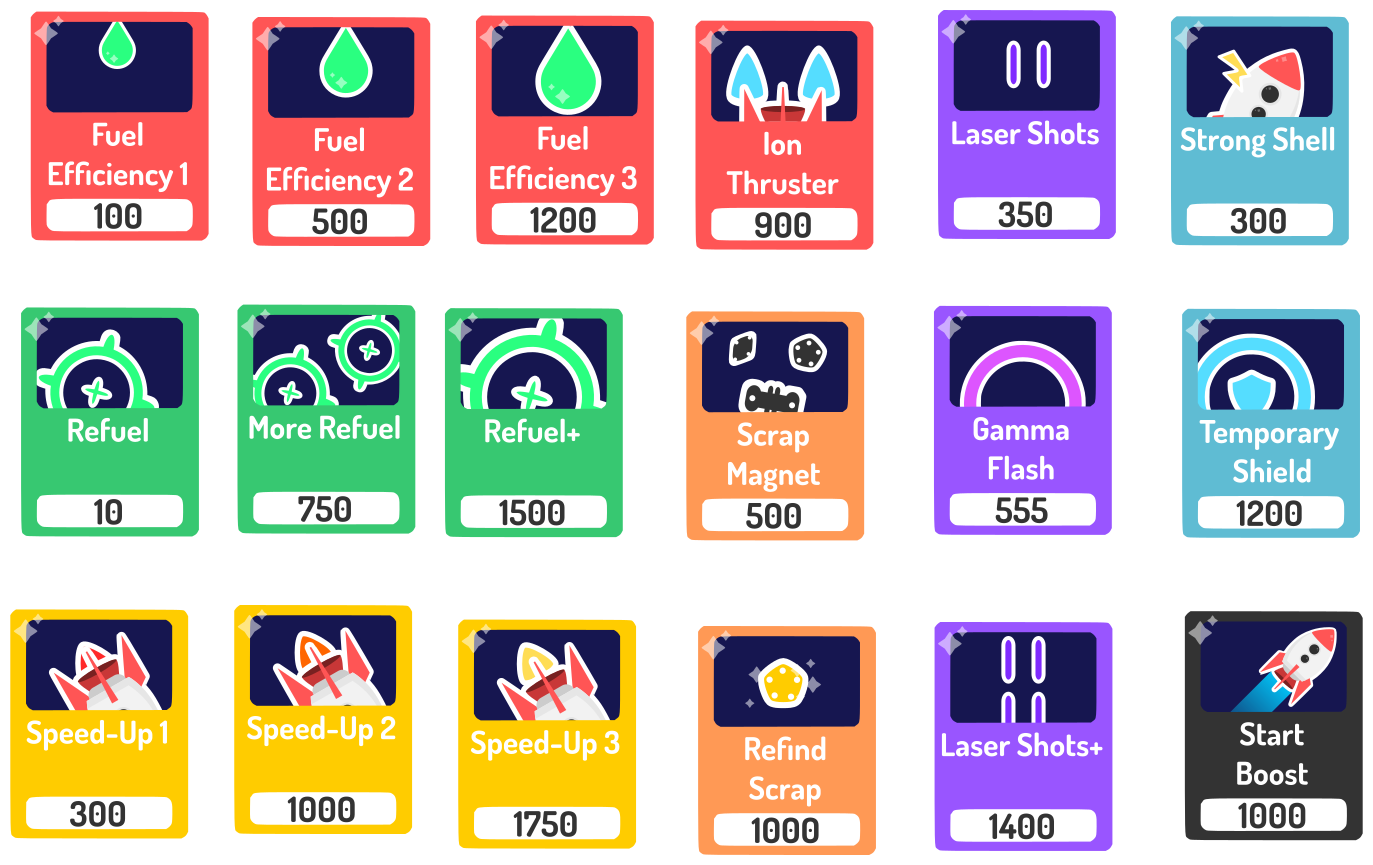 Fuel
Efficiency 1
100
Fuel
Efficiency 2
500
Fuel
Efficiency 3
1200
Ion
Thruster
900
Laser Shots
350
Strong Shell
300
Refuel
10
More Refuel
750
Refuel+
1500
Scrap
Magnet
500
Gamma
Flash
555
Temporary
Shield
1200
Speed-Up 1
300
Speed-Up 2
1000
Speed-Up 3
1750
Refind
Scrap
1000
Laser Shots+
1400
Start
Boost
1000